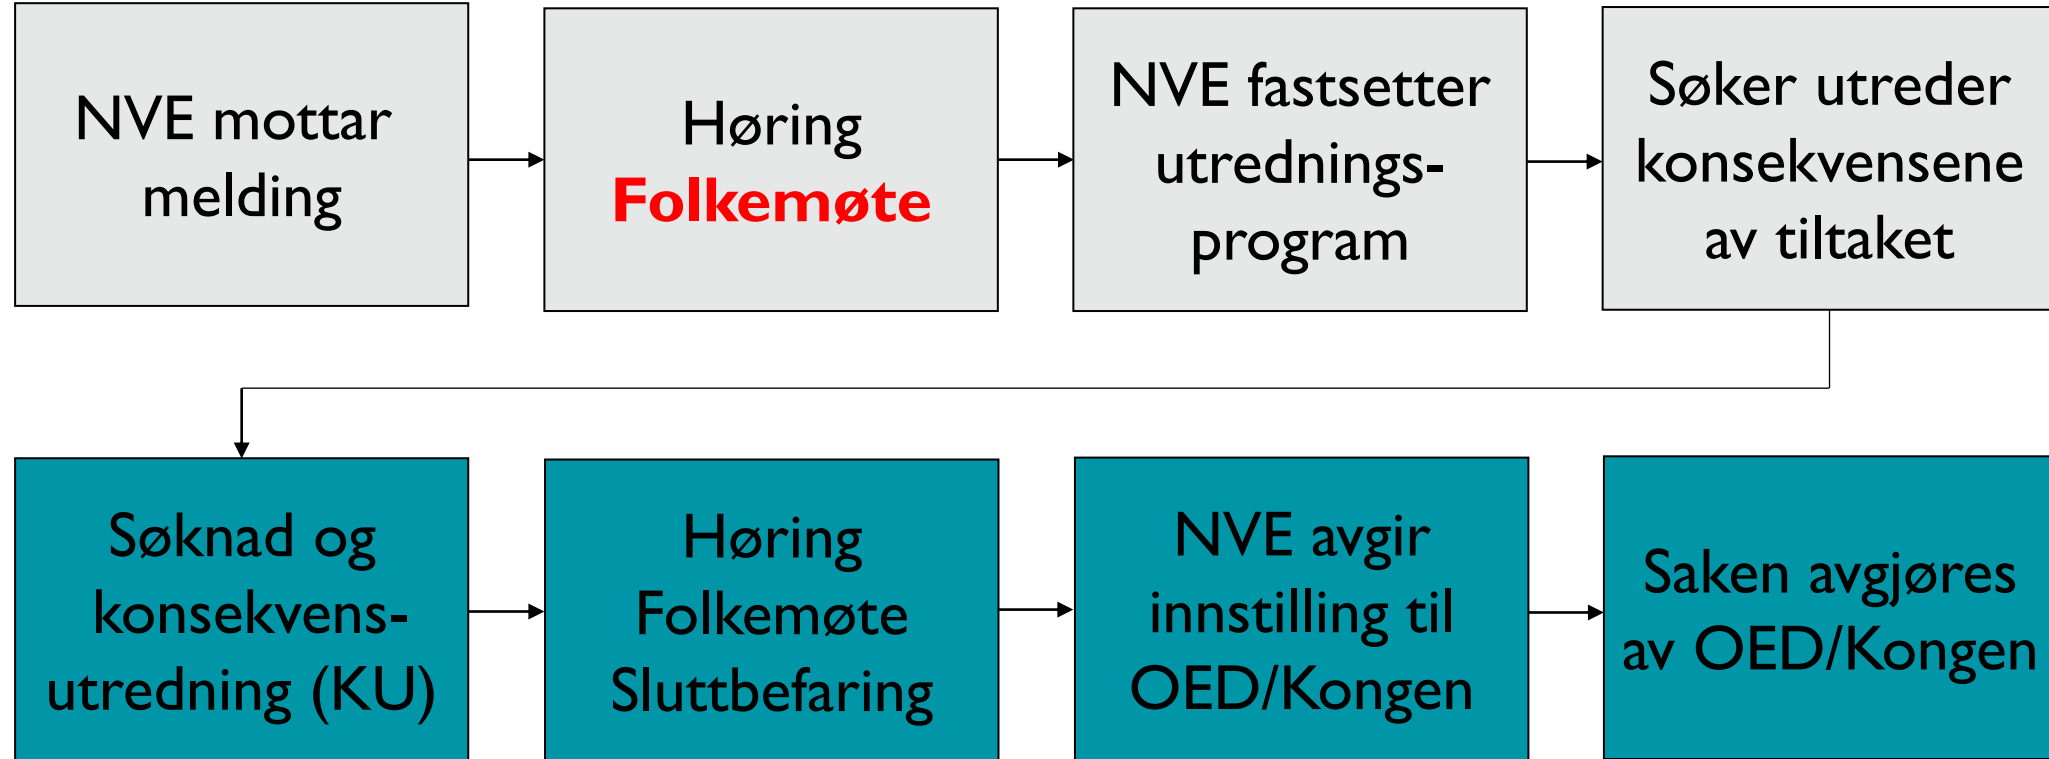 NVE mottar
melding
Høring
Folkemøte
NVE fastsetter
utrednings-
program
Søker utreder
konsekvensene
av tiltaket
Søknad og
konsekvens-
utredning (KU)
Høring
Folkemøte
Sluttbefaring
NVE avgir
innstilling til
OED/Kongen
Saken avgjøres
av OED/Kongen